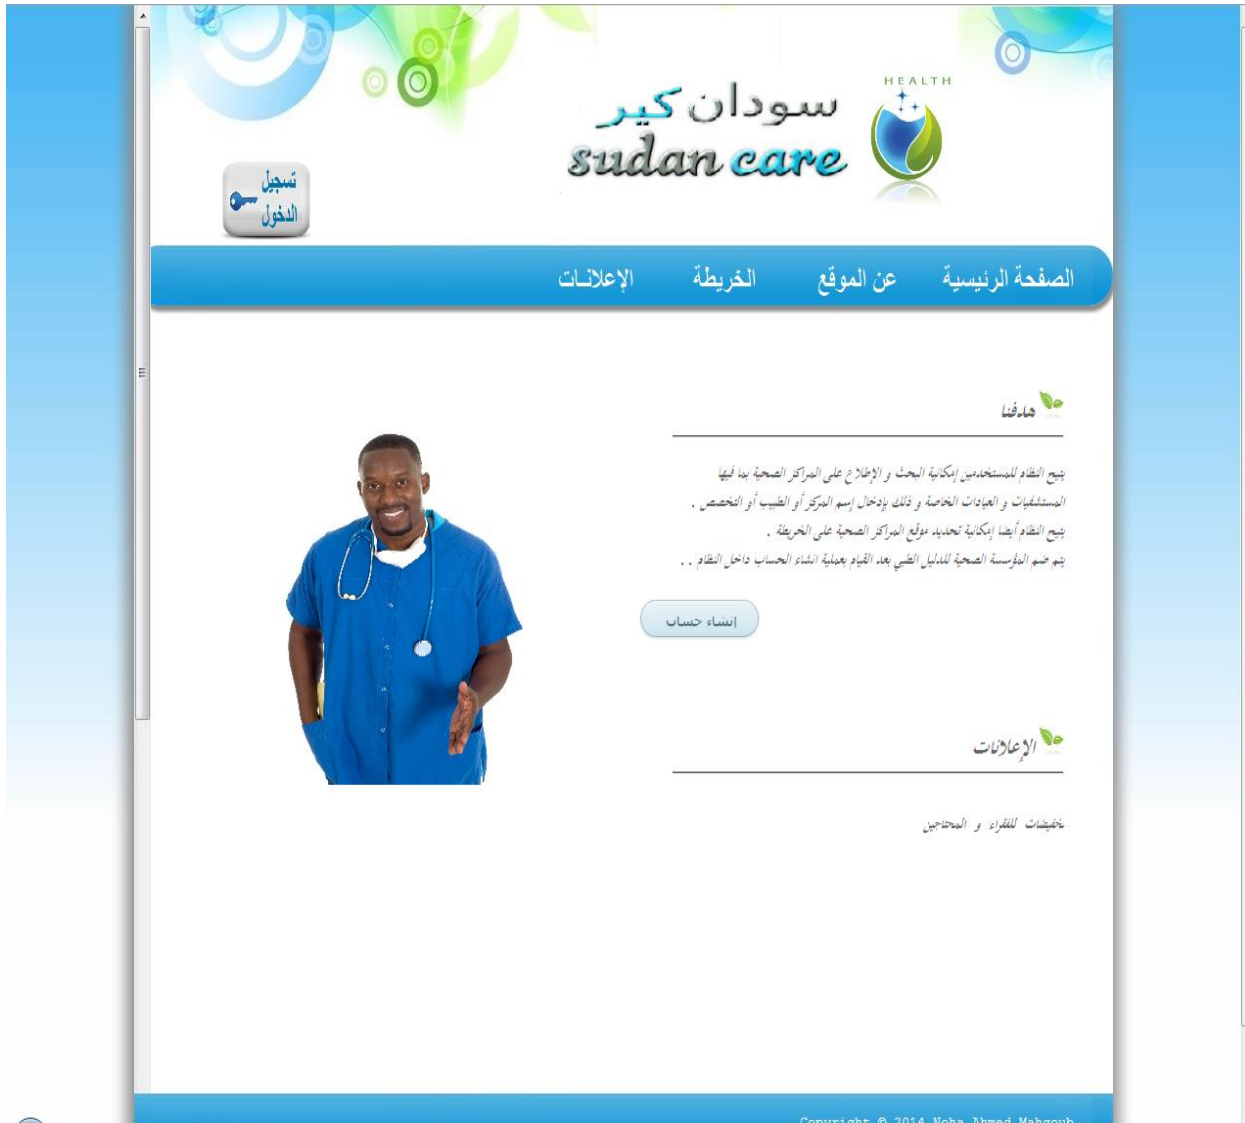 HEALTH
سودان كير
sudan care
تسجيل
الدخول
الصفحة الرئيسية
عن الموقع
الخريطة
الإعلانـات
هدفنا
يتيح النظام للمستخدمين إمكانية البحث و الإطلاع على المراكز الصحية بما فيها
المستشفيات و العيادات الخاصة و ذلك بإدخال إسم المركز أو الطبيب أو التخصص .
يتيح النظام أيضا إمكانية تحديد موقع المراكز الصحية على الخريطة .
يتم ضم المؤسسة الصحية للدليل الطبي بعد القيام بعملية انشاء الحساب داخل النظام . .
إنشاء حساب
الإعلانات
تخفيضات للفقراء و المحتاجين
Copyright © 2014 Noha Ahmed Mahgoub